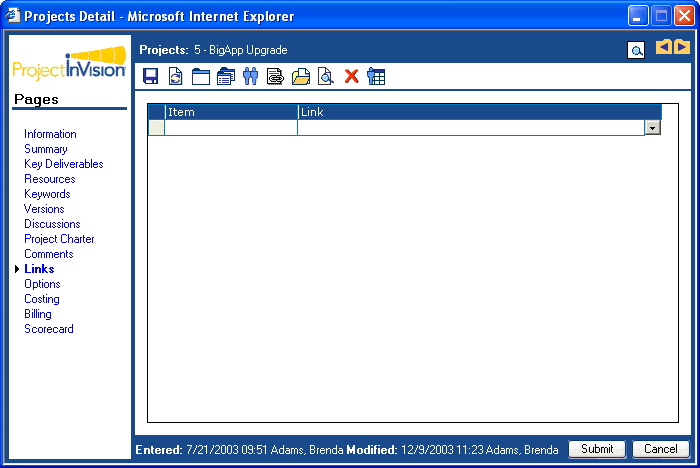 Projects Detail - Microsoft Internet Explorer
ProjectinVision
Projects: 5 - BigApp Upgrade
Pages
Information
Summary
Key Deliverables
Resources
Keywords
Versions
Discussions
Project Charter
Comments
Links
Options
Costing
Billing
Scorecard
Item Link
Entered: 7/21/2003 09:51 Adams, Brenda Modified: 12/9/2003 11:23 Adams, Brenda Submit Cancel